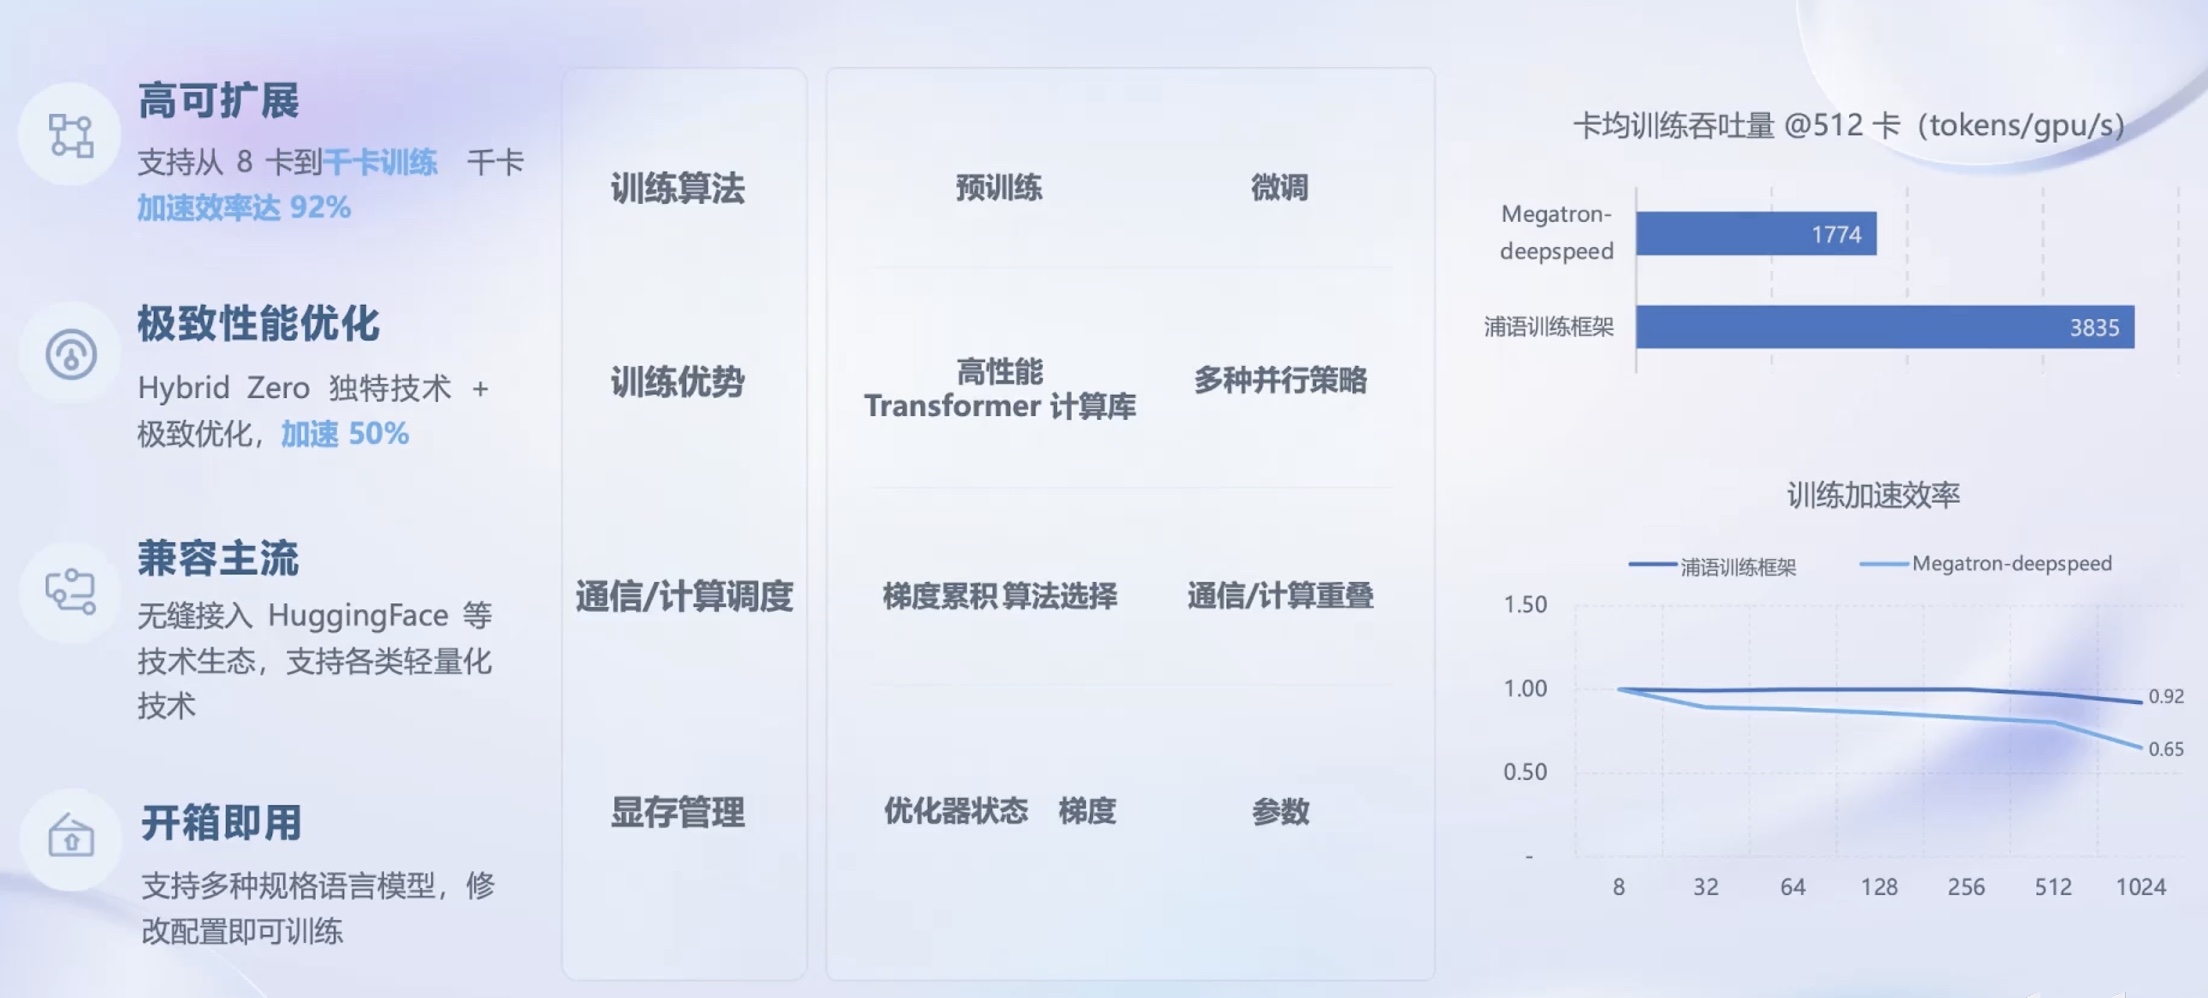 高可扩展
支持从 8 卡到千卡训练 千卡
加速效率达 92%
极致性能优化
Hybrid Zero 独特技术 +
极致优化，加速 50%
兼容主流
无缝接入 HuggingFace 等
技术生态，支持各类轻量化
技术
开箱即用
支持多种规格语言模型，修
改配置即可训练
训练算法
预训练 微调
训练优势
高性能
Transformer 计算库
多种并行策略
通信/计算调度
梯度累积 算法选择 通信/计算重叠
显存管理
优化器状态 梯度 参数
卡均训练吞吐量 @512 卡（tokens/gpu/s）
Megatron-
deepspeed
1774
浦语训练框架
3835
训练加速效率
浦语训练框架 Megatron-deepspeed
1.50
1.00
0.50
-
0.92
0.65
8 32 64 128 256 512 1024